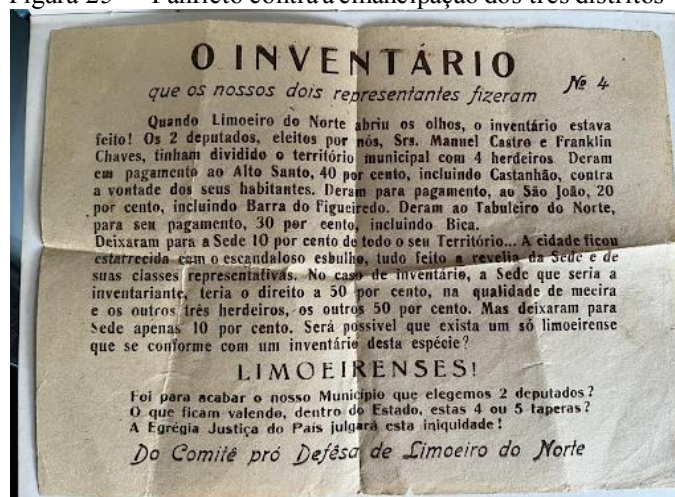 Figura 25 — Panfleto contra a emancipação dos três distritos
O INVENTÁRIO
que os nossos dois representantes fizeram Nº 4
Quando Limoeiro do Norte abriu os olhos, o inventário estava
feito! Os 2 deputados, eleitos por nós, Srs. Manuel Castro e Franklin
Chaves, tinham dividido o território municipal com 4 herdeiros. Deram
em pagamento ao Alto Santo, 40 por cento, incluindo Castanhão, contra
a vontade dos seus habitantes. Deram para pagamento, au São João, 20
por cento, incluindo Barra do Figueiredo. Deram ao Tabuleiro do Norte,
para seu pagamento, 30 por cento, incluindo Bica.
Deixaram para a Sede 10 por cento de todo o seu Território... A cidade ficou
estarrecida com o escandaloso esbulho, tudo feito a revelia da Sede e de
suas classes representativas. No caso de inventário, a Sede que seria a
inventariante, teria o direito a 50 por cento, na qualidade de meeira
e os outros três herdeiros, os outros 50 por cento. Mas deixaram para
Sede apenas 10 por cento. Será possivel que exista um só limoeirense
que se conforme com um inventário desta espécie?
LIMOEIRENSES!
Foi para acabar o nosso Município que elegemos 2 deputados?
O que ficam valendo, dentro do Estado, estas 4 ou 5 taperas?
A Egrégia Justiça do País julgará esta iniquidade!
Do Comitê pró Defêsa de Limoeiro do Norte